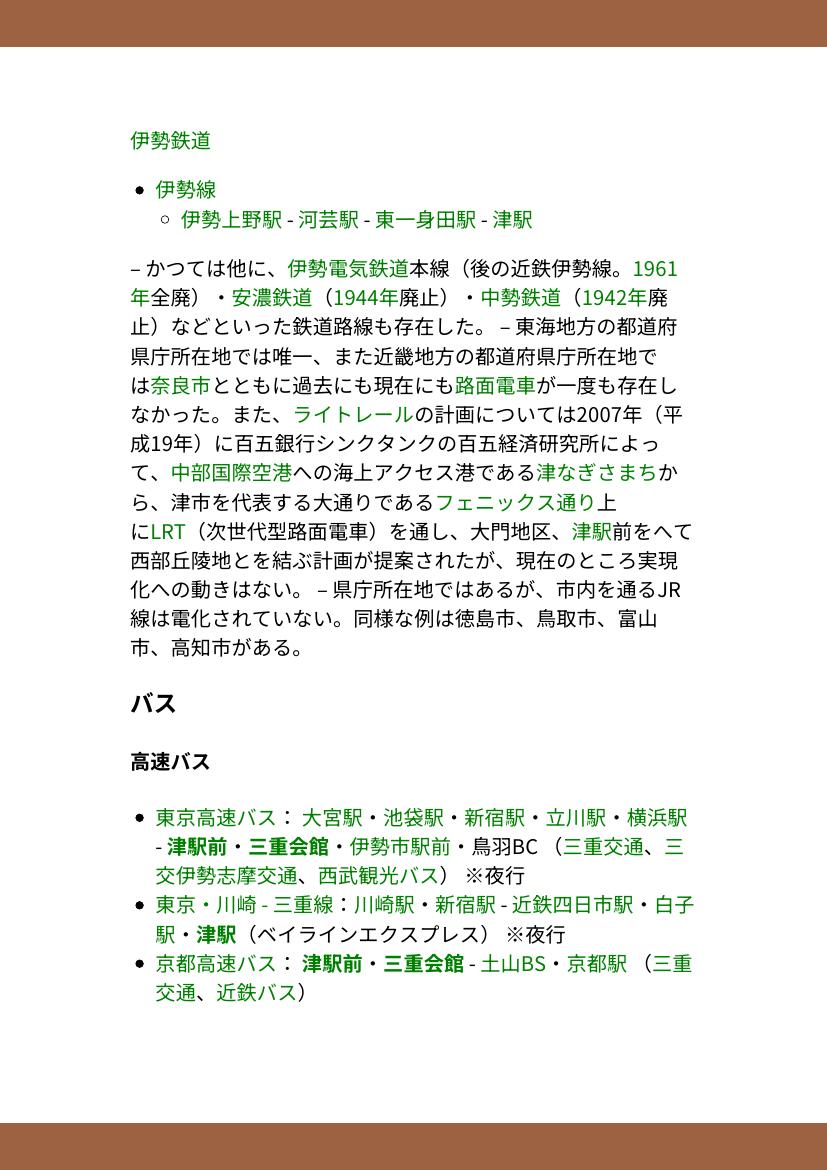 伊勢鉄道
• 伊勢線
◦ 伊勢上野駅 - 河芸駅 - 東一身田駅 - 津駅
– かつては他に、伊勢電気鉄道本線（後の近鉄伊勢線。1961
年全廃）・安濃鉄道（1944年廃止）・中勢鉄道（1942年廃
止）などといった鉄道路線も存在した。 – 東海地方の都道府
県庁所在地では唯一、また近畿地方の都道府県庁所在地で
は奈良市とともに過去にも現在にも路面電車が一度も存在し
なかった。また、ライトレールの計画については2007年（平
成19年）に百五銀行シンクタンクの百五経済研究所によっ
て、中部国際空港への海上アクセス港である津なぎさまちか
ら、津市を代表する大通りであるフェニックス通り上
にLRT（次世代型路面電車）を通し、大門地区、津駅前をへて
西部丘陵地とを結ぶ計画が提案されたが、現在のところ実現
化への動きはない。 – 県庁所在地ではあるが、市内を通るJR
線は電化されていない。同様な例は徳島市、鳥取市、富山
市、高知市がある。
バス
高速バス
• 東京高速バス： 大宮駅・池袋駅・新宿駅・立川駅・横浜駅
- 津駅前・三重会館・伊勢市駅前・鳥羽BC （三重交通、三
交伊勢志摩交通、西武観光バス） ※夜行
• 東京・川崎 - 三重線：川崎駅・新宿駅 - 近鉄四日市駅・白子
駅・津駅（ベイラインエクスプレス） ※夜行
• 京都高速バス： 津駅前・三重会館 - 土山BS・京都駅 （三重
交通、近鉄バス）